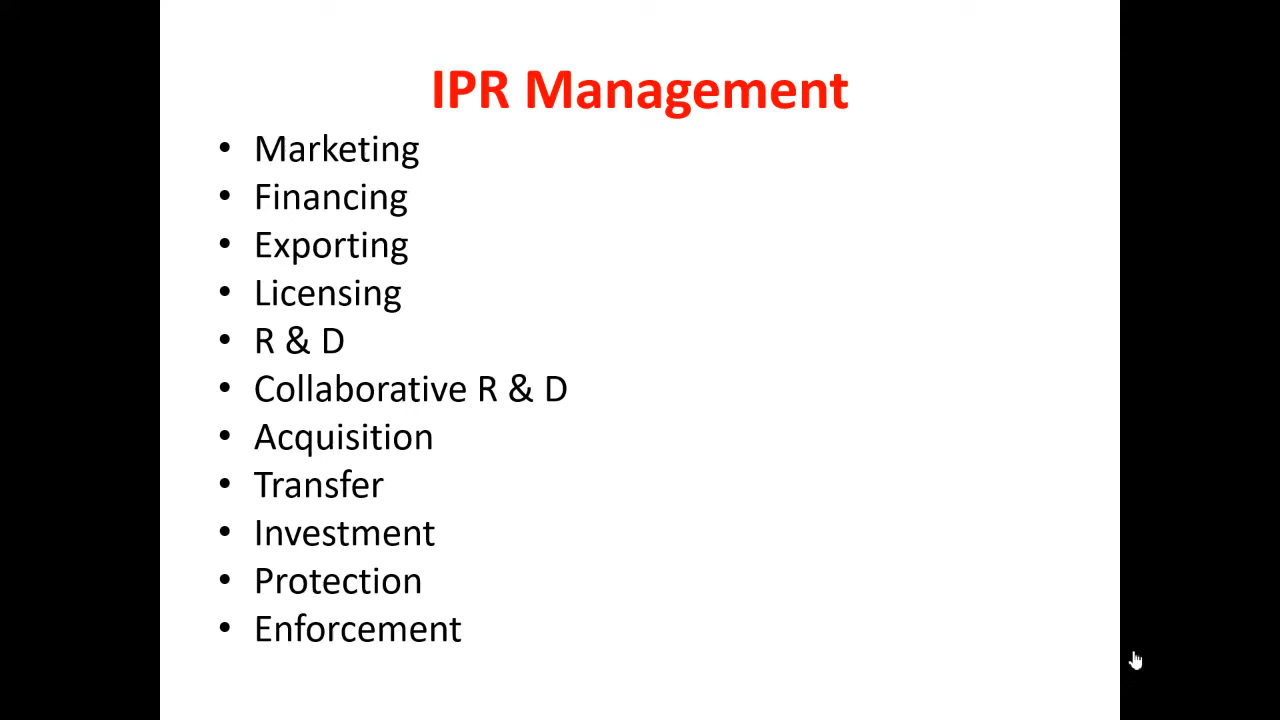 IPR Management
• Marketing
• Financing
• Exporting
• Licensing
• R & D
• Collaborative R & D
• Acquisition
• Transfer
• Investment
• Protection
• Enforcement